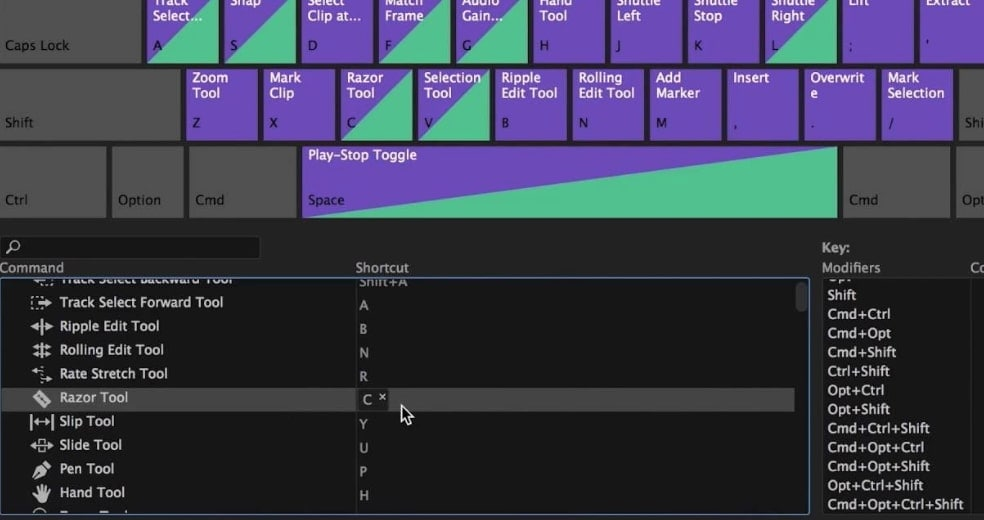 Track
Select...
Snap
Select
Clip at...
Match
Frame
Audio
Gain...
Hand
Tool
Shuttle
Left
Shuttle
Stop
Shuttle
Right
Lift
Extract
Caps Lock
A
S
D
F
G
H
J
K
L
;
'
Zoom
Tool
Mark
Clip
Razor
Tool
Selection
Tool
Ripple
Edit Tool
Rolling
Edit Tool
Add
Marker
Insert
Overwrit
e
Mark
Selection
Shift
Z
X
C
V
B
N
M
,
.
/
Shi
Play-Stop Toggle
Ctrl
Option
Cmd
Space
Cmd
Opt
Key:
Command
Shortcut
Modifiers
Co
Track Select Backward Tool
Shift+A
Opt
Track Select Forward Tool
A
Shift
Ripple Edit Tool
B
Cmd+Ctrl
Rolling Edit Tool
N
Cmd+Opt
Rate Stretch Tool
R
Cmd+Shift
Razor Tool
C ×
Ctrl+Shift
Slip Tool
Y
Opt+Ctrl
Slide Tool
U
Opt+Shift
Pen Tool
P
Cmd+Ctrl+Shift
Hand Tool
H
Cmd+Opt+Ctrl
Cmd+Opt+Shift
Opt+Ctrl+Shift
Cmd+Opt+Ctrl+Shift